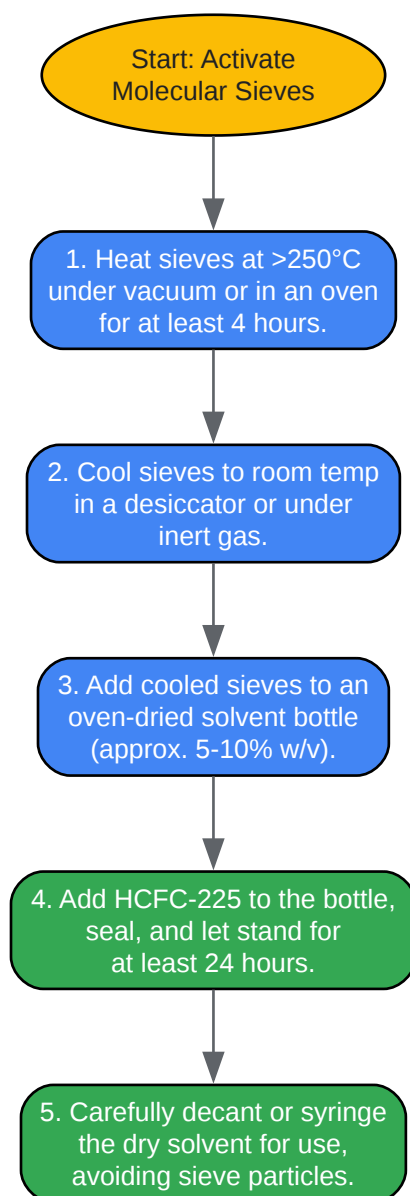 Start: Activate
Molecular Sieves
1. Heat sieves at >250°C
under vacuum or in an oven
for at least 4 hours.
2. Cool sieves to room temp
in a desiccator or under
inert gas.
3. Add cooled sieves to an
oven-dried solvent bottle
(approx. 5-10% w/v).
4. Add HCFC-225 to the bottle,
seal, and let stand for
at least 24 hours.
5. Carefully decant or syringe
the dry solvent for use,
avoiding sieve particles.